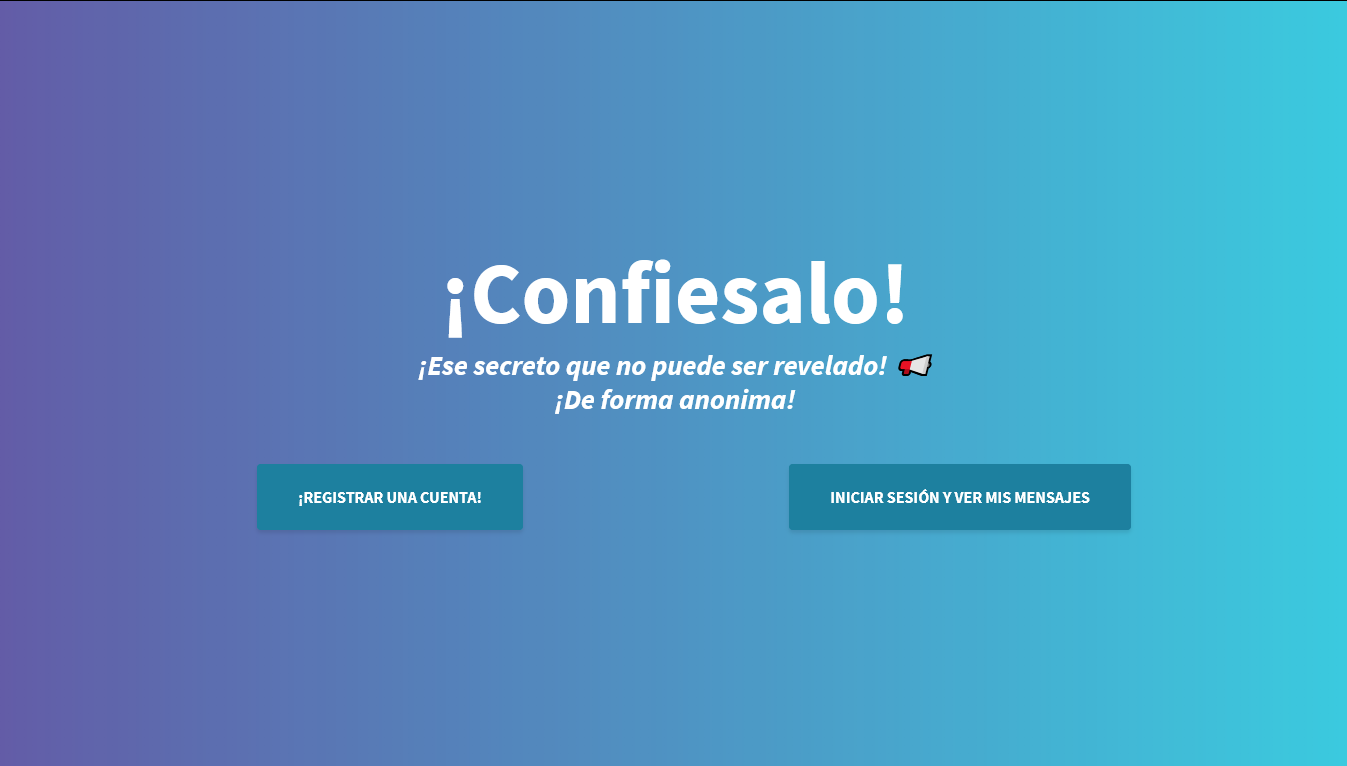 ¡Confiesalo!
¡Ese secreto que no puede ser revelado! 📢
¡De forma anonima!
¡REGISTRAR UNA CUENTA!
INICIAR SESIÓN Y VER MIS MENSAJES